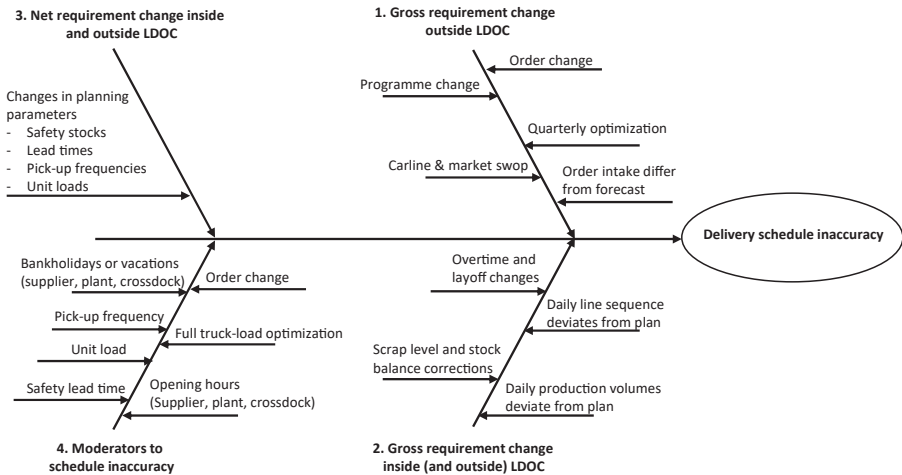 3. Net requirement change inside
and outside LDOC
1. Gross requirement change
outside LDOC
Order change
Programme change
Changes in planning
parameters
- Safety stocks
- Lead times
- Pick-up frequencies
- Unit loads
Quarterly optimization
Carline & market swop
Order intake differ
from forecast
Delivery schedule inaccuracy
Bankholidays or vacations
(supplier, plant, crossdock)
Order change
Overtime and
layoff changes
Pick-up frequency
Full truck-load optimization
Daily line sequence
deviates from plan
Unit load
Scrap level and stock
balance corrections
Safety lead time
Opening hours
(Supplier, plant, crossdock)
Daily production volumes
deviate from plan
4. Moderators to
schedule inaccuracy
2. Gross requirement change
inside (and outside) LDOC